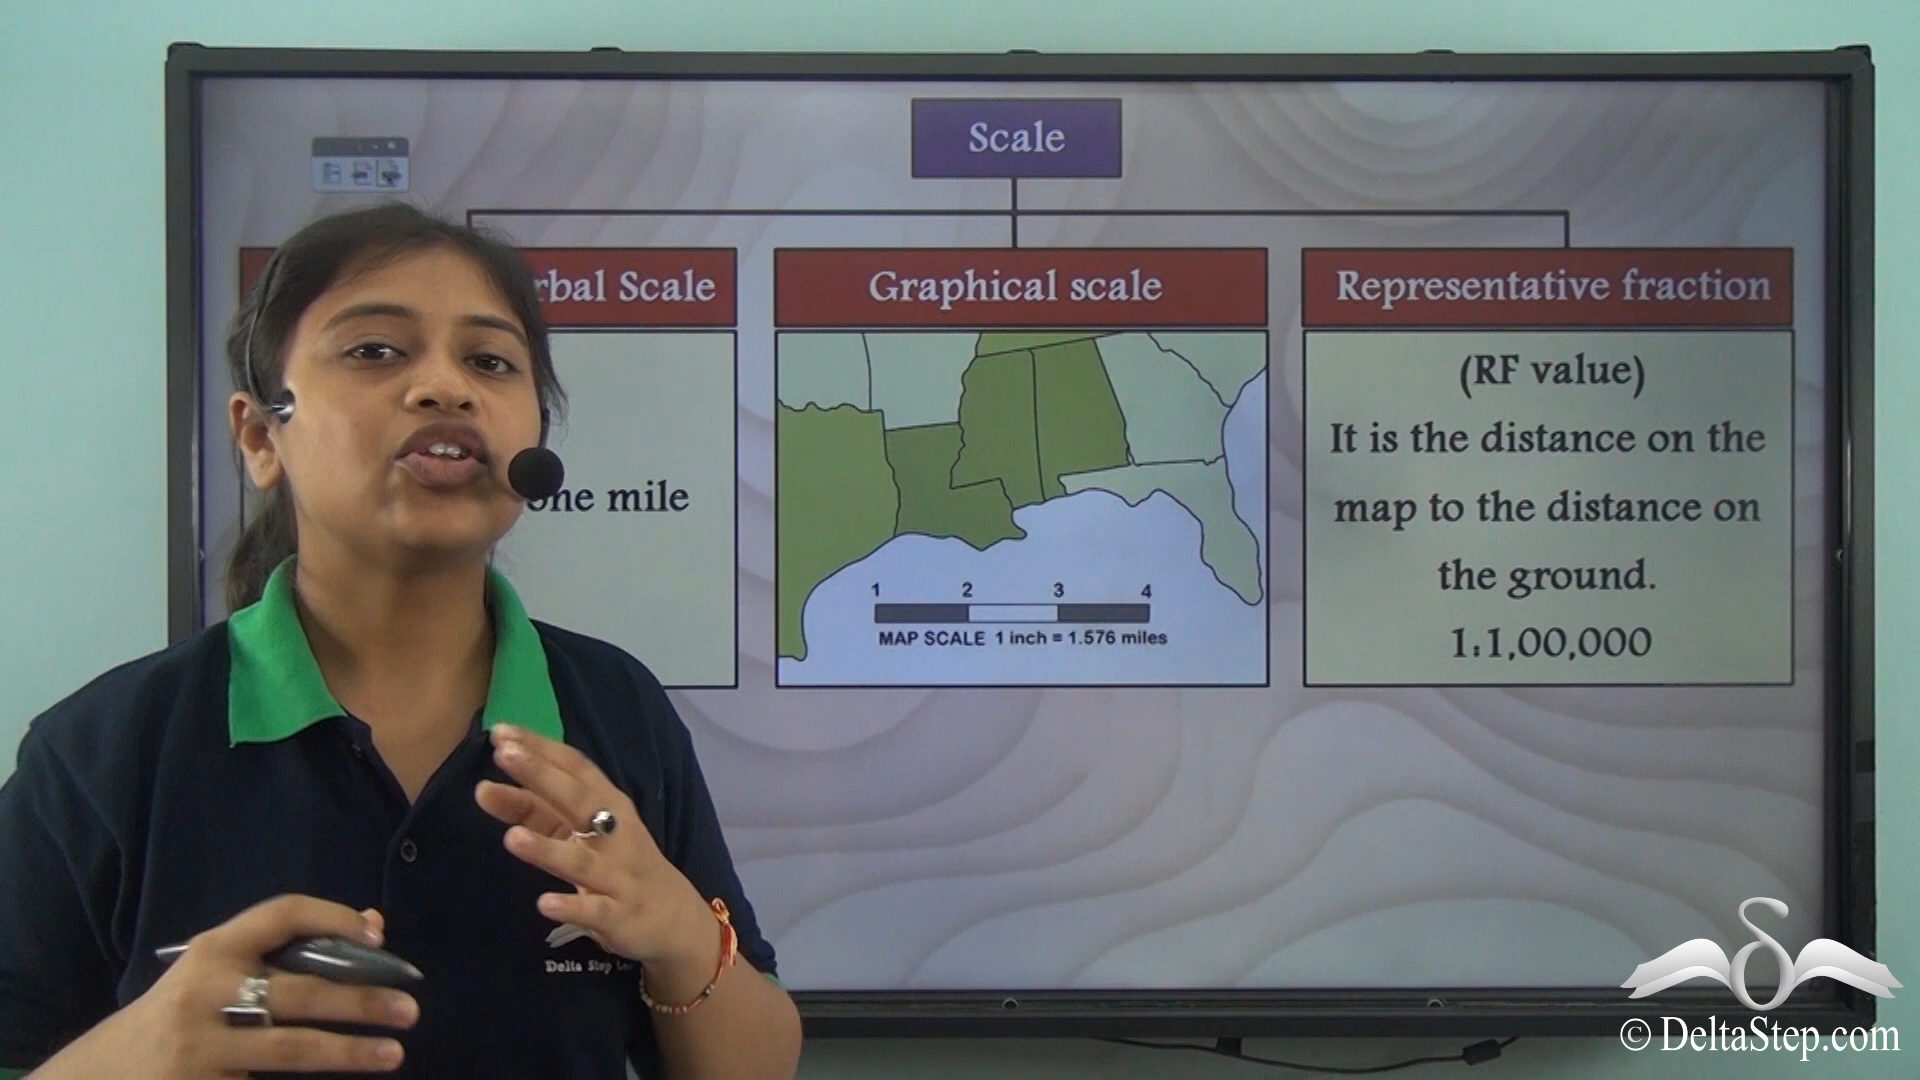 Scale
Scale
Graphical scale
Representative fraction
mile
1 2 3 4
MAP SCALE 1 inch = 1.576 miles
(RF value)
It is the distance on the
map to the distance on
the ground.
1:1,00,000
Delta Step
© DeltaStep.com